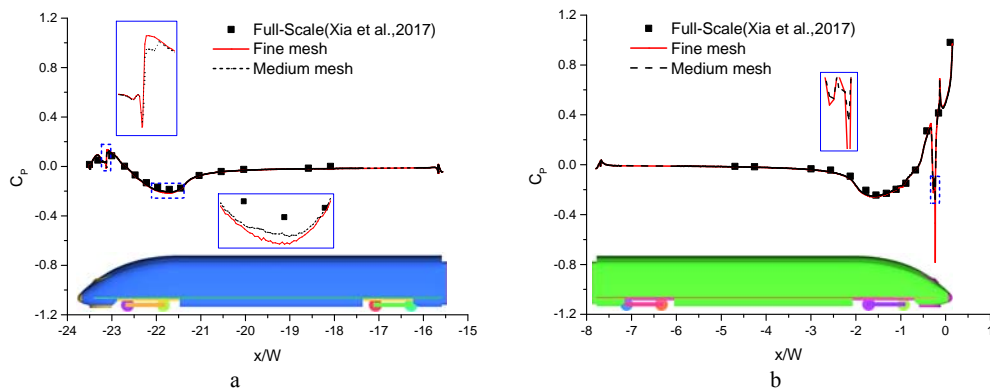 1.2
0.8
0.4
0.0
-0.4
-0.8
-1.2
Cp
Full-Scale(Xia et al.,2017)
Fine mesh
Medium mesh
-24 -23 -22 -21 -20 -19 -18 -17 -16 -15
x/W
a
1.2
0.8
0.4
0.0
-0.4
-0.8
-1.2
Cp
Full-Scale(Xia et al.,2017)
Fine mesh
Medium mesh
-8 -7 -6 -5 -4 -3 -2 -1 0 1
x/W
b